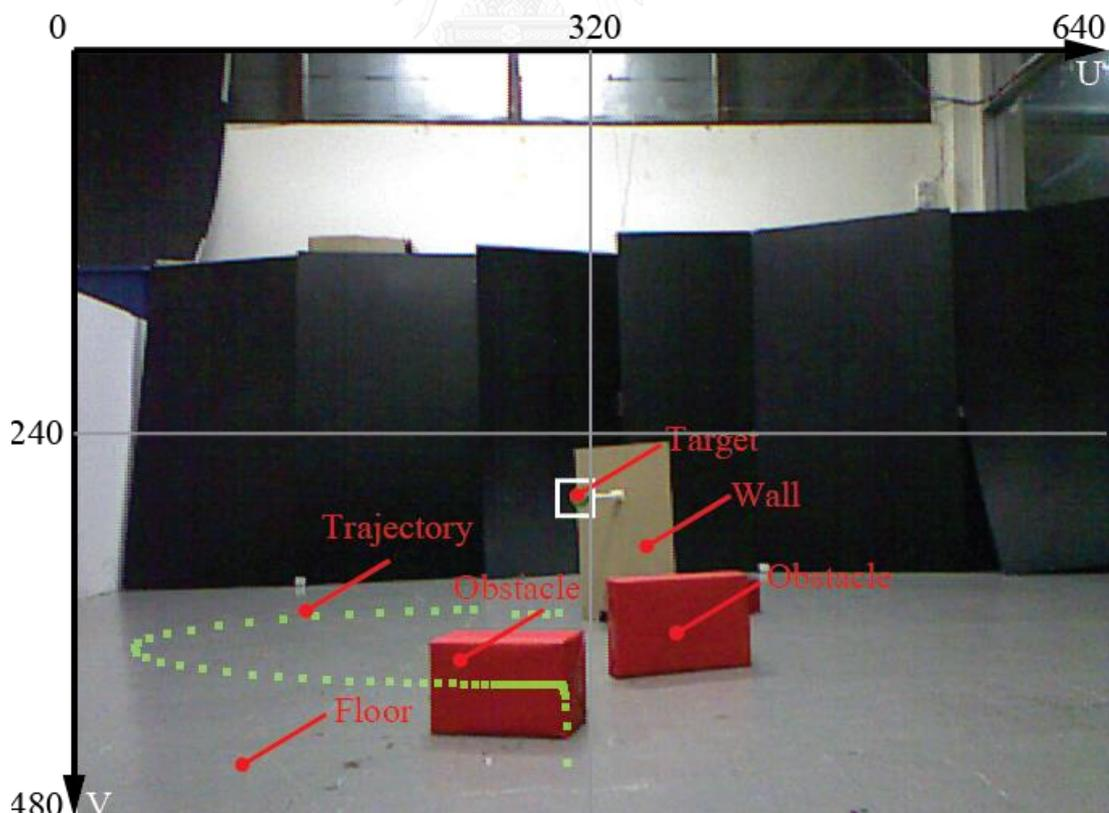 0
320
640
U
240
Target
Wall
Trajectory
Obstacle
Obstacle
Floor
480
V